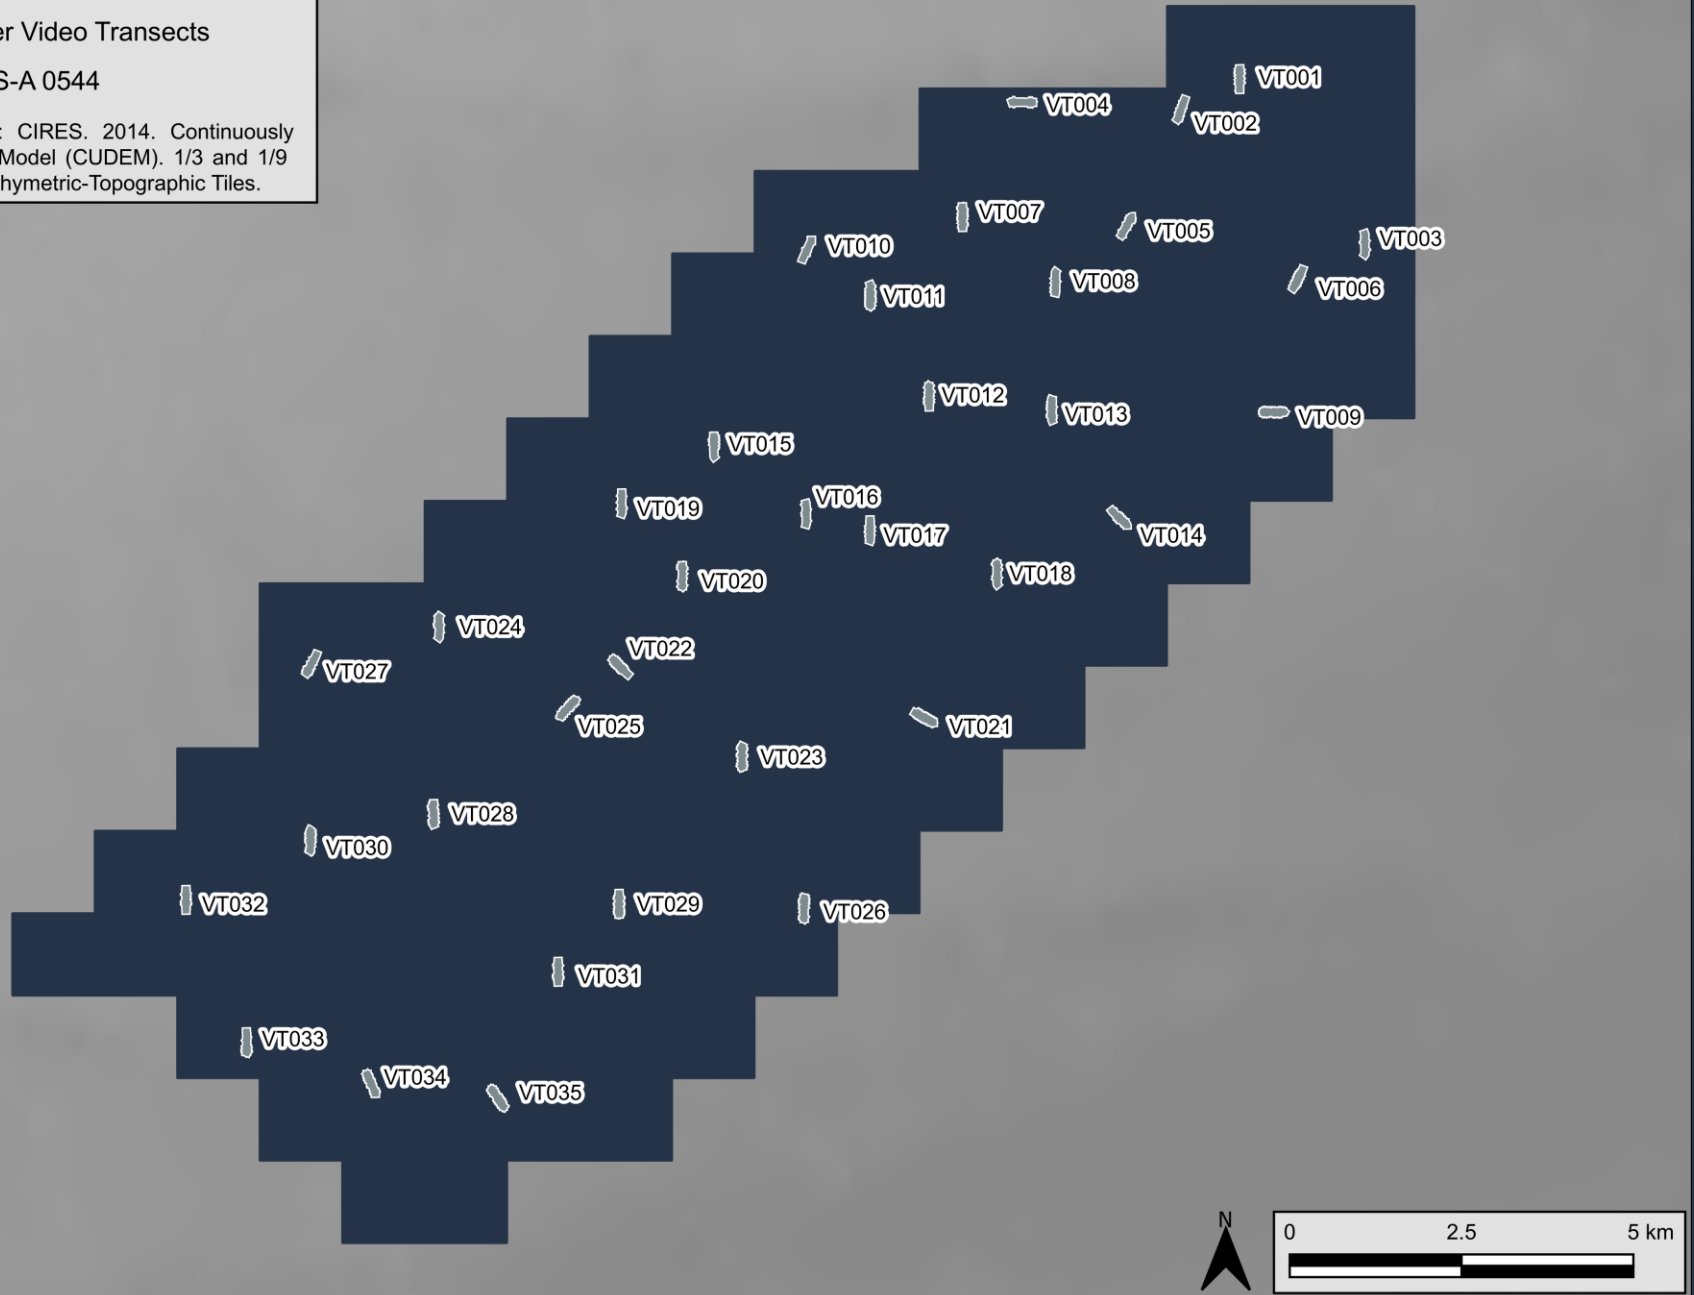 er Video Transects
S-A 0544
: CIRES. 2014. Continuously
Model (CUDEM). 1/3 and 1/9
hymetric-Topographic Tiles.
VT001
VT004
VT002
VT007
VT005
VT003
VT010
VT008
VT006
VT011
VT012
VT013
VT009
VT015
VT016
VT019
VT017
VT014
VT018
VT020
VT024
VT022
VT027
VT025
VT021
VT023
VT028
VT030
VT032
VT029
VT026
VT031
VT033
VT034
VT035
N
0 2.5 5 km